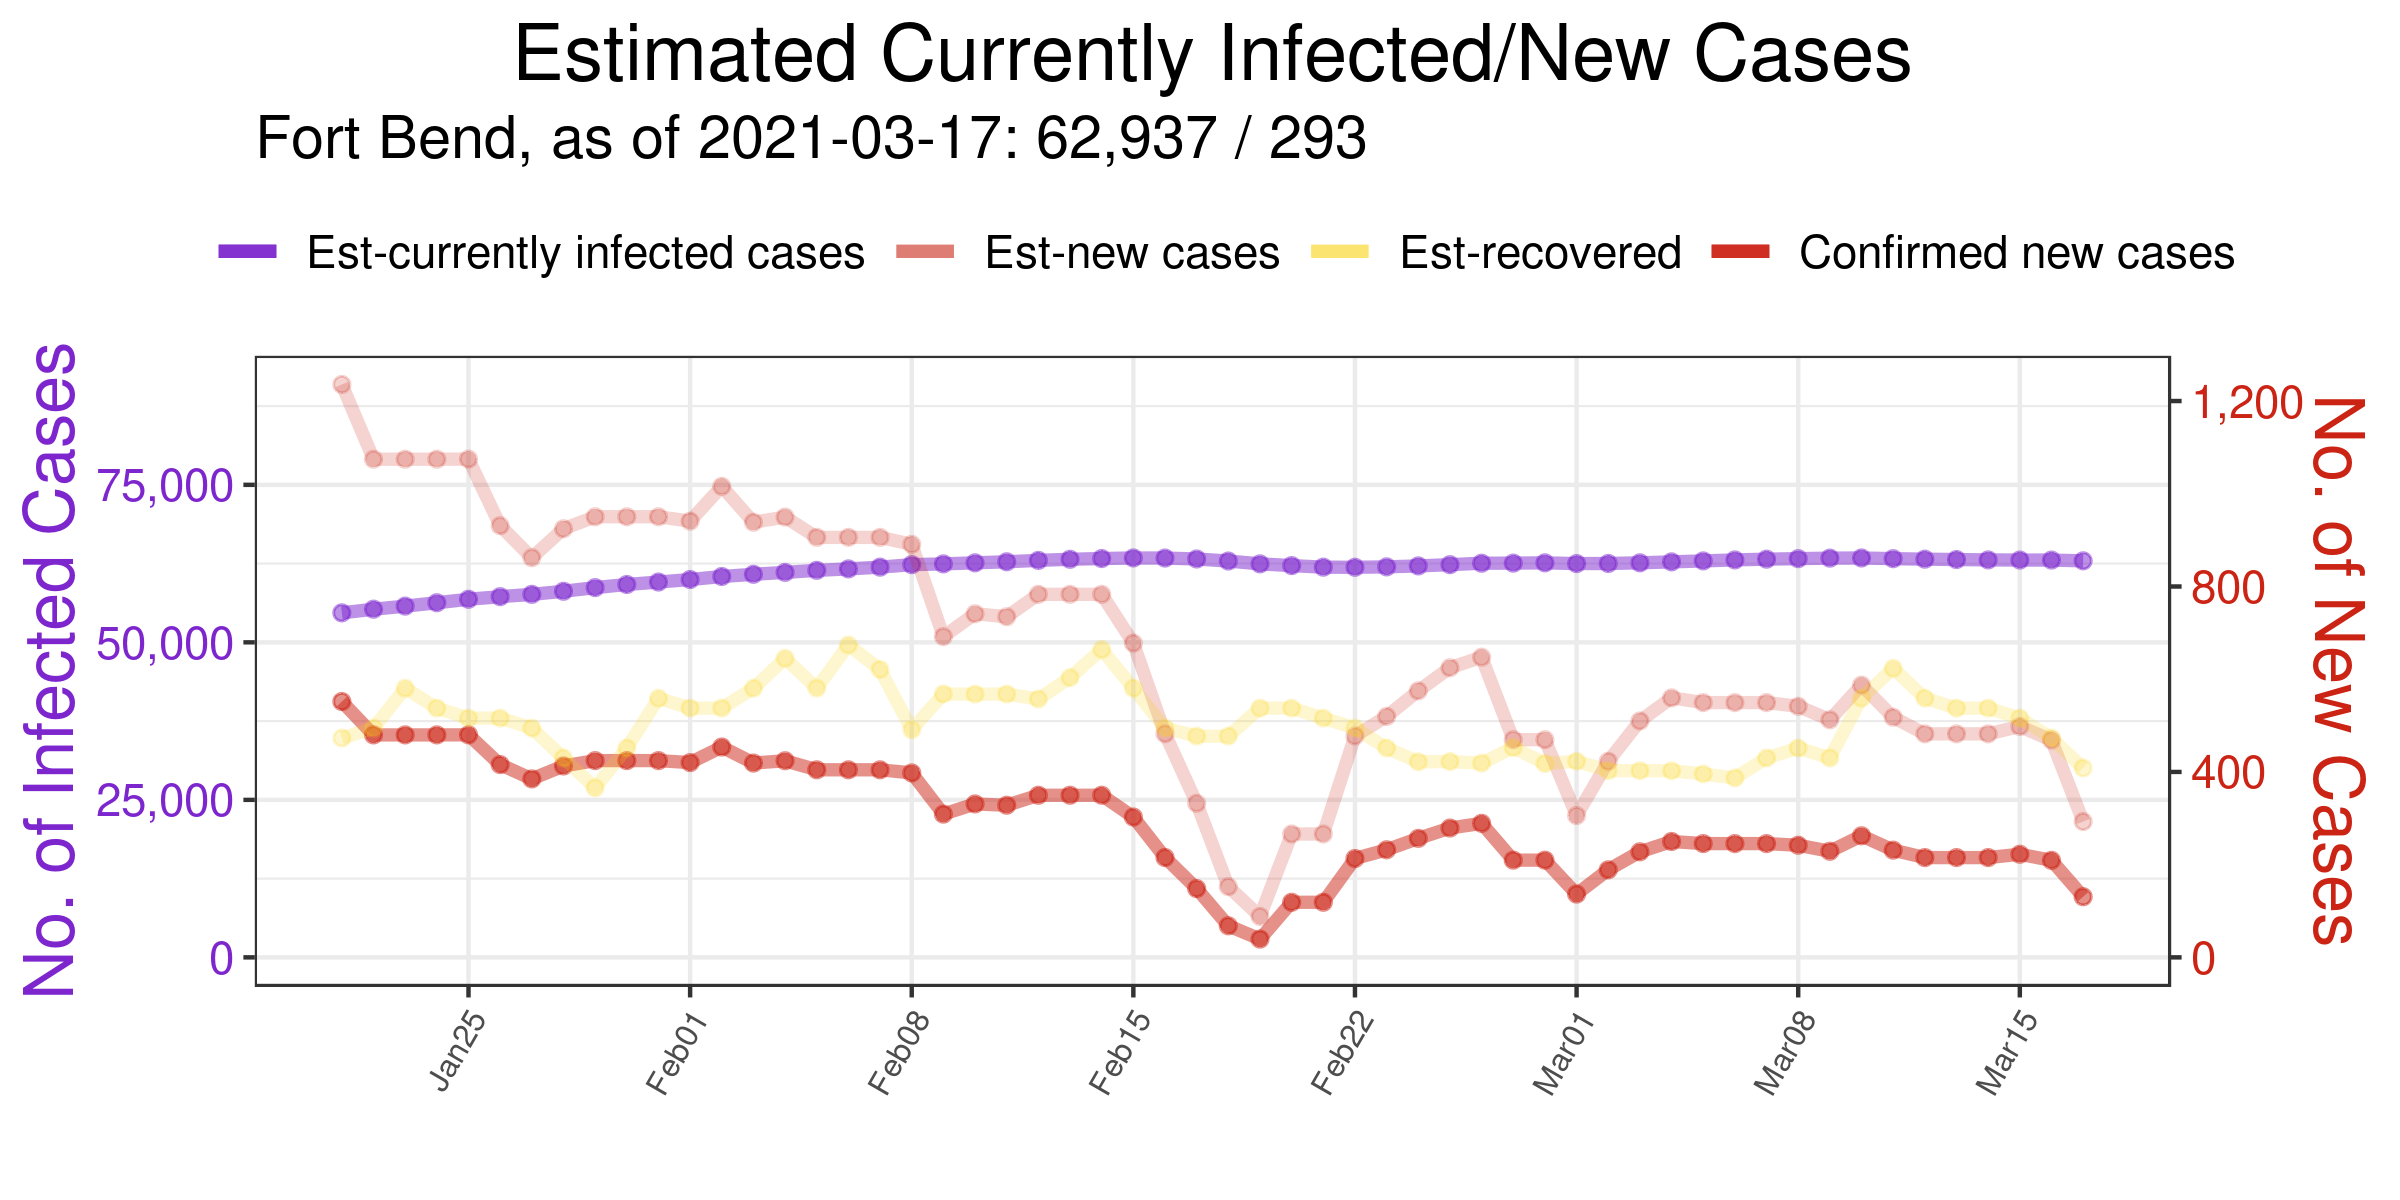 Estimated Currently Infected/New Cases
Fort Bend, as of 2021-03-17: 62,937 / 293
Est-currently infected cases Est-new cases Est-recovered Confirmed new cases
No. of Infected Cases
75,000
50,000
25,000
0
1,200
800
400
0
No. of New Cases
Jan25 Feb01 Feb08 Feb15 Feb22 Mar01 Mar08 Mar15